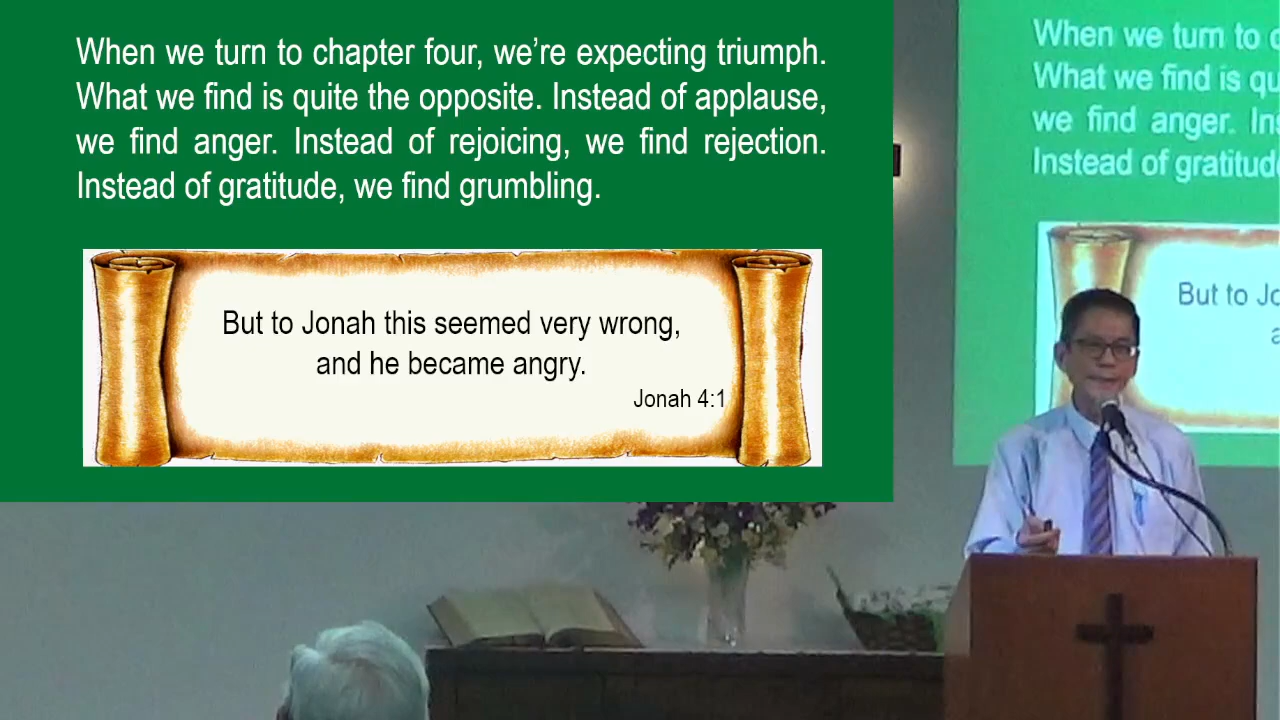 When we turn to chapter four, we’re expecting triumph.
What we find is quite the opposite. Instead of applause,
we find anger. Instead of rejoicing, we find rejection.
Instead of gratitude, we find grumbling.
But to Jonah this seemed very wrong,
and he became angry.
Jonah 4:1
When we turn to c
What we find is qu
we find anger. In
Instead of gratitud
But to Jo
a